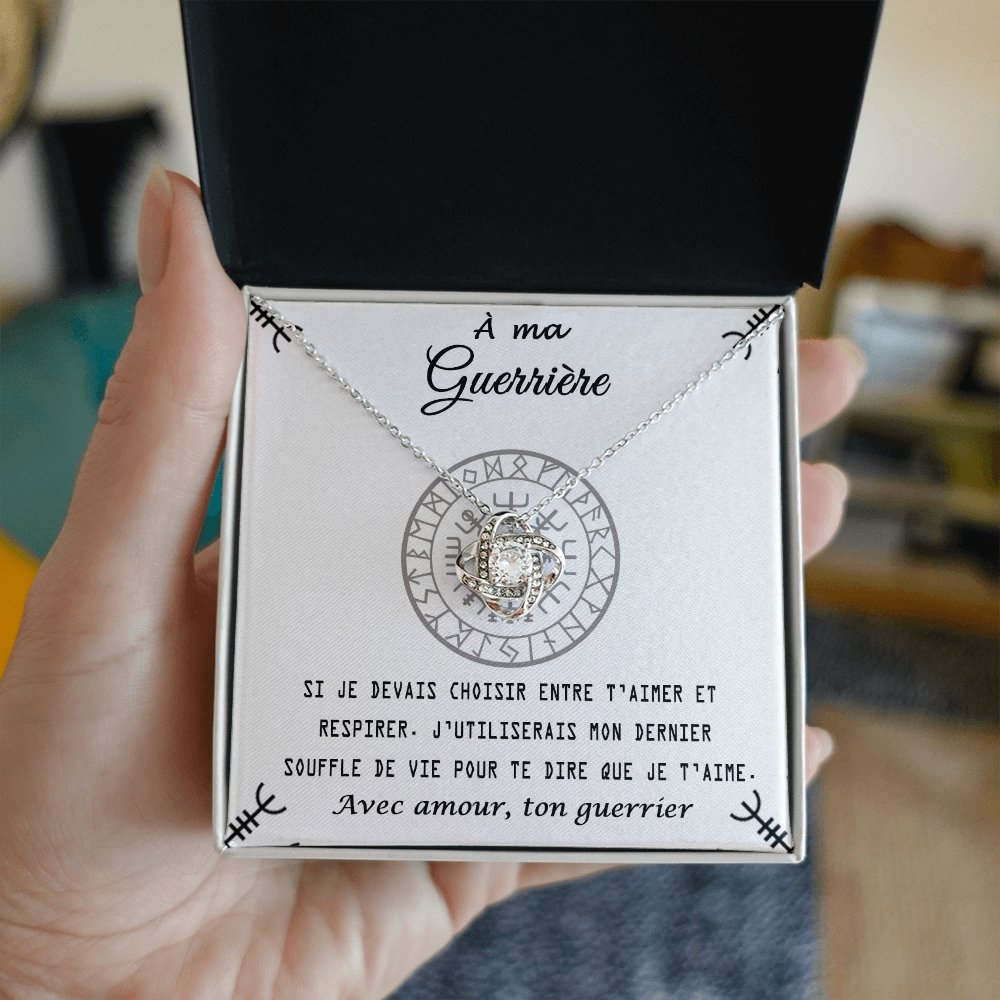 À ma
Guerrière
SI JE DEVAIS CHOISIR ENTRE T'AIMER ET
RESPIRER. J'UTILISERAIS MON DERNIER
SOUFFLE DE VIE POUR TE DIRE QUE JE T'AIME.
Avec amour, ton guerrier